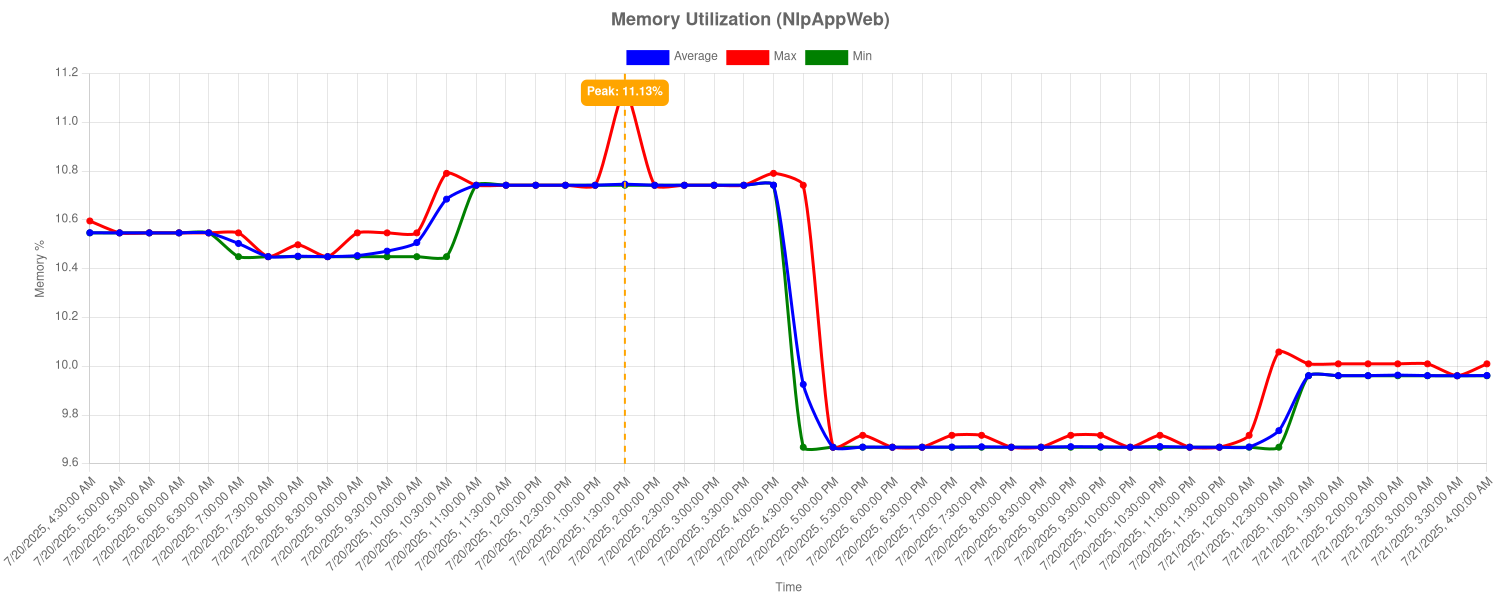 Memory Utilization (NlpAppWeb)
Average Max Min
Peak: 11.13%
11.2
11.0
10.8
10.6
10.4
10.2
10.0
9.8
9.6
Memory %
7/20/2025, 4:30:00 AM
7/20/2025, 5:00:00 AM
7/20/2025, 5:30:00 AM
7/20/2025, 6:00:00 AM
7/20/2025, 6:30:00 AM
7/20/2025, 7:00:00 AM
7/20/2025, 7:30:00 AM
7/20/2025, 8:00:00 AM
7/20/2025, 8:30:00 AM
7/20/2025, 9:00:00 AM
7/20/2025, 9:30:00 AM
7/20/2025, 10:00:00 AM
7/20/2025, 10:30:00 AM
7/20/2025, 11:00:00 AM
7/20/2025, 11:30:00 AM
7/20/2025, 12:00:00 PM
7/20/2025, 12:30:00 PM
7/20/2025, 1:00:00 PM
7/20/2025, 1:30:00 PM
7/20/2025, 2:00:00 PM
7/20/2025, 2:30:00 PM
7/20/2025, 3:00:00 PM
7/20/2025, 3:30:00 PM
7/20/2025, 4:00:00 PM
7/20/2025, 4:30:00 PM
7/20/2025, 5:00:00 PM
7/20/2025, 5:30:00 PM
7/20/2025, 6:00:00 PM
7/20/2025, 6:30:00 PM
7/20/2025, 7:00:00 PM
7/20/2025, 7:30:00 PM
7/20/2025, 8:00:00 PM
7/20/2025, 8:30:00 PM
7/20/2025, 9:00:00 PM
7/20/2025, 9:30:00 PM
7/20/2025, 10:00:00 PM
7/20/2025, 10:30:00 PM
7/20/2025, 11:00:00 PM
7/20/2025, 11:30:00 PM
7/21/2025, 12:00:00 AM
7/21/2025, 12:30:00 AM
7/21/2025, 1:00:00 AM
7/21/2025, 1:30:00 AM
7/21/2025, 2:00:00 AM
7/21/2025, 2:30:00 AM
7/21/2025, 3:00:00 AM
7/21/2025, 3:30:00 AM
7/21/2025, 4:00:00 AM
Time